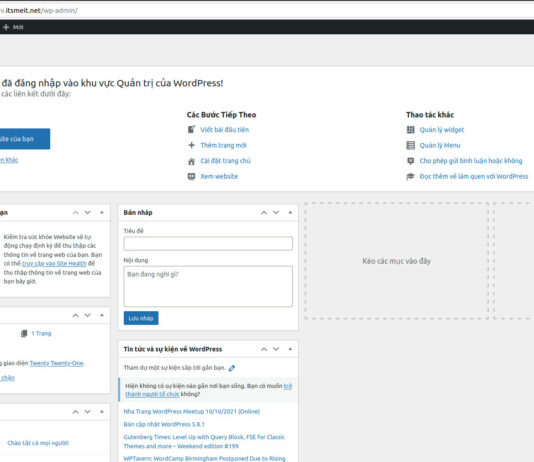 v.itsmeit.net/wp-admin/
+ Mới
đã đăng nhập vào khu vực Quản trị của WordPress!
các liên kết dưới đây:
Các Bước Tiếp Theo
Thao tác khác
site của bạn
Viết bài đầu tiên
Quản lý widget
ện khác
Thêm trang mới
Quản lý Menu
Cài đặt trang chủ
Cho phép gửi bình luận hoặc không
Xem website
Đọc thêm về làm quen với WordPress
ạn
Kiểm tra sức khỏe Website sẽ tự
động chạy định kỳ để thu thập các
thông tin về trang web của bạn. Bạn
có thể truy cập vào Site Health để
thu thập thông tin về trang web của
bạn bây giờ.
1 Trang
g giao diện Twenty Twenty-One.
chặn
Chào tất cả mọi người!
Bản nháp
Tiêu đề
Nội dung
Bạn đang nghĩ gì?
Lưu nháp
Tin tức và sự kiện về WordPress
Tham dự một sự kiện sắp tới gần bạn.
Hiện không có sự kiện nào gần nơi bạn sống. Bạn có muốn trở
thành người tổ chức không?
Nha Trang WordPress Meetup 10/10/2021 (Online)
Bản cập nhật WordPress 5.8.1
Gutenberg Times: Level Up with Query Block, FSE for Classic
Themes and more – Weekend edition #199
WPTavern: WordCamp Birmingham Postponed Due to Rising
Kéo các mục vào đây